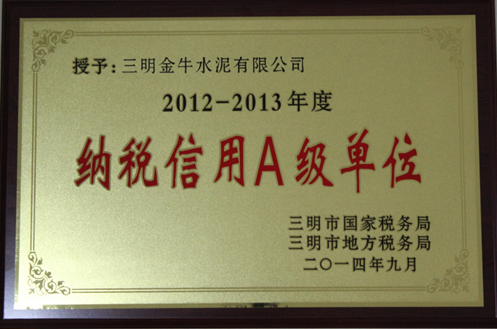 授予:三明金牛水泥有限公司
2012-2013年度
纳税信用A级单位
三明市国家税务局
三明市地方税务局
二〇一四年九月